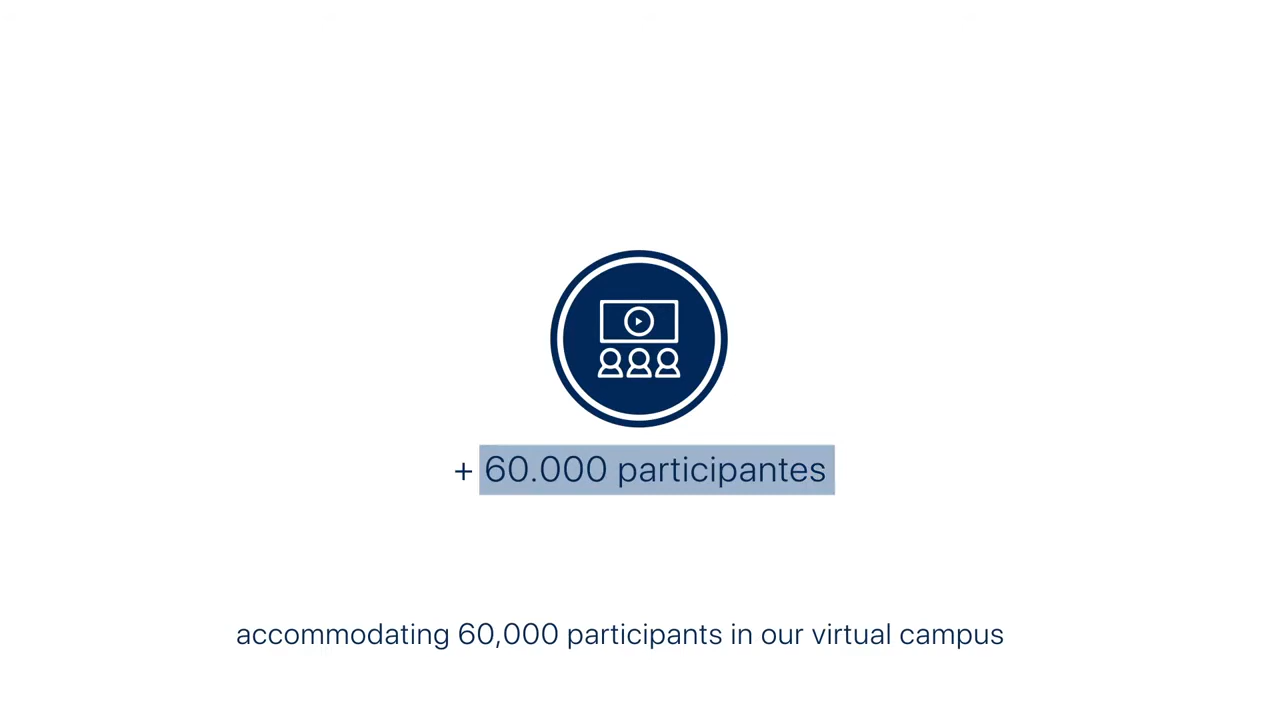 + 60.000 participantes
accommodating 60,000 participants in our virtual campus